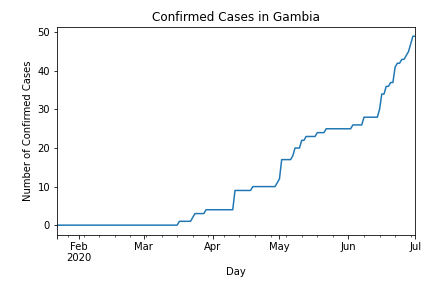 Confirmed Cases in Gambia
50
40
30
20
10
0
Number of Confirmed Cases
Feb Mar Apr May Jun Jul
2020
Day